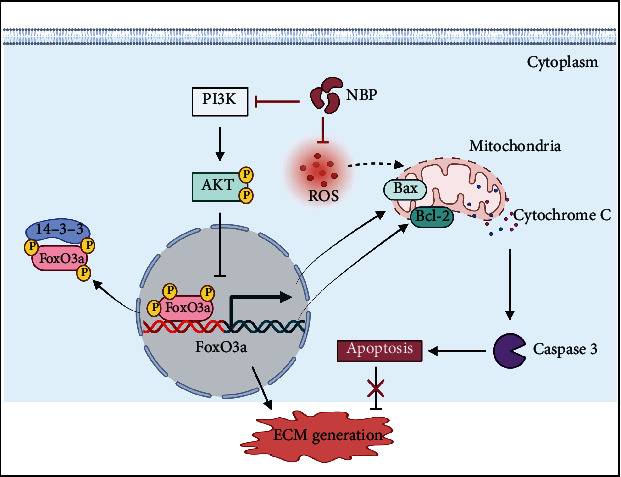 Cytoplasm
PI3K
NBP
Mitochondria
AKT
P
P
ROS
Bax
Bcl-2
Cytochrome C
14-3-3
P
P
FoxO3a
P
P
P
P
FoxO3a
FoxO3a
Apoptosis
Caspase 3
ECM generation